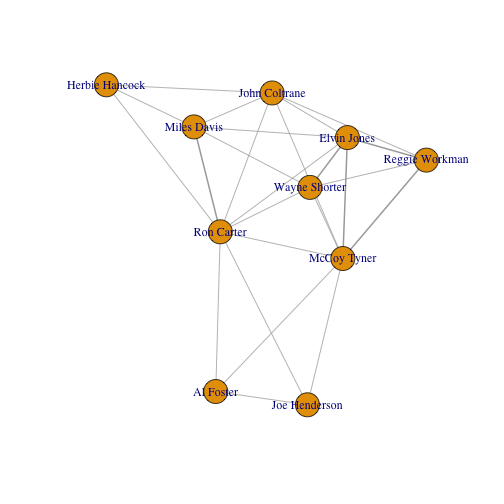 Herbie Hancock
John Coltrane
Miles Davis
Elvin Jones
Reggie Workman
Wayne Shorter
Ron Carter
McCoy Tyner
Al Foster
Joe Henderson